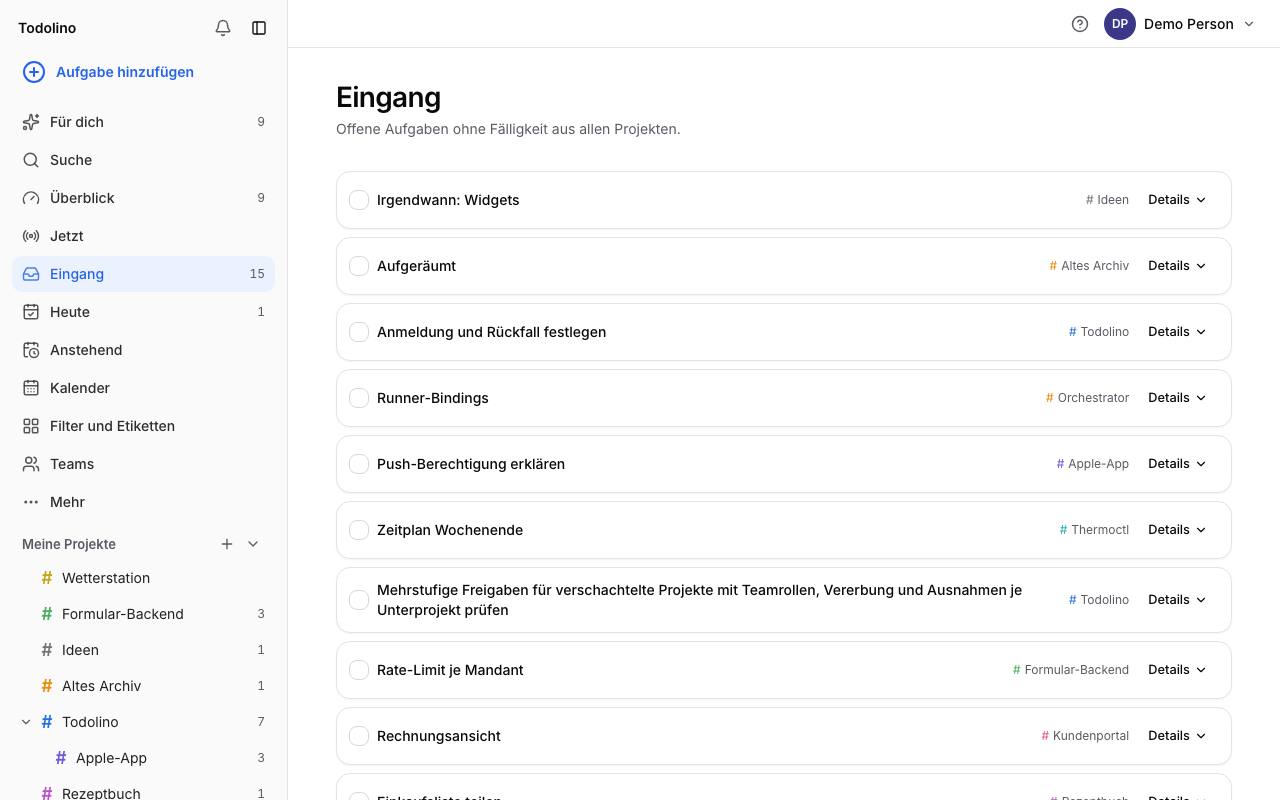 Todolino
Aufgabe hinzufügen
Für dich 9
Suche
Überblick 9
Jetzt
Eingang 15
Heute 1
Anstehend
Kalender
Filter und Etiketten
Teams
Mehr
Meine Projekte
# Wetterstation
# Formular-Backend 3
# Ideen 1
# Altes Archiv 1
# Todolino 7
# Apple-App 3
# Rezeptbuch 1
DP Demo Person
Eingang
Offene Aufgaben ohne Fälligkeit aus allen Projekten.
Irgendwann: Widgets # Ideen Details
Aufgeräumt # Altes Archiv Details
Anmeldung und Rückfall festlegen # Todolino Details
Runner-Bindings # Orchestrator Details
Push-Berechtigung erklären # Apple-App Details
Zeitplan Wochenende # Thermoctl Details
Mehrstufige Freigaben für verschachtelte Projekte mit Teamrollen, Vererbung und Ausnahmen je
Unterprojekt prüfen # Todolino Details
Rate-Limit je Mandant # Formular-Backend Details
Rechnungsansicht # Kundenportal Details
Einkaufsliste teilen # Rezeptbuch Details